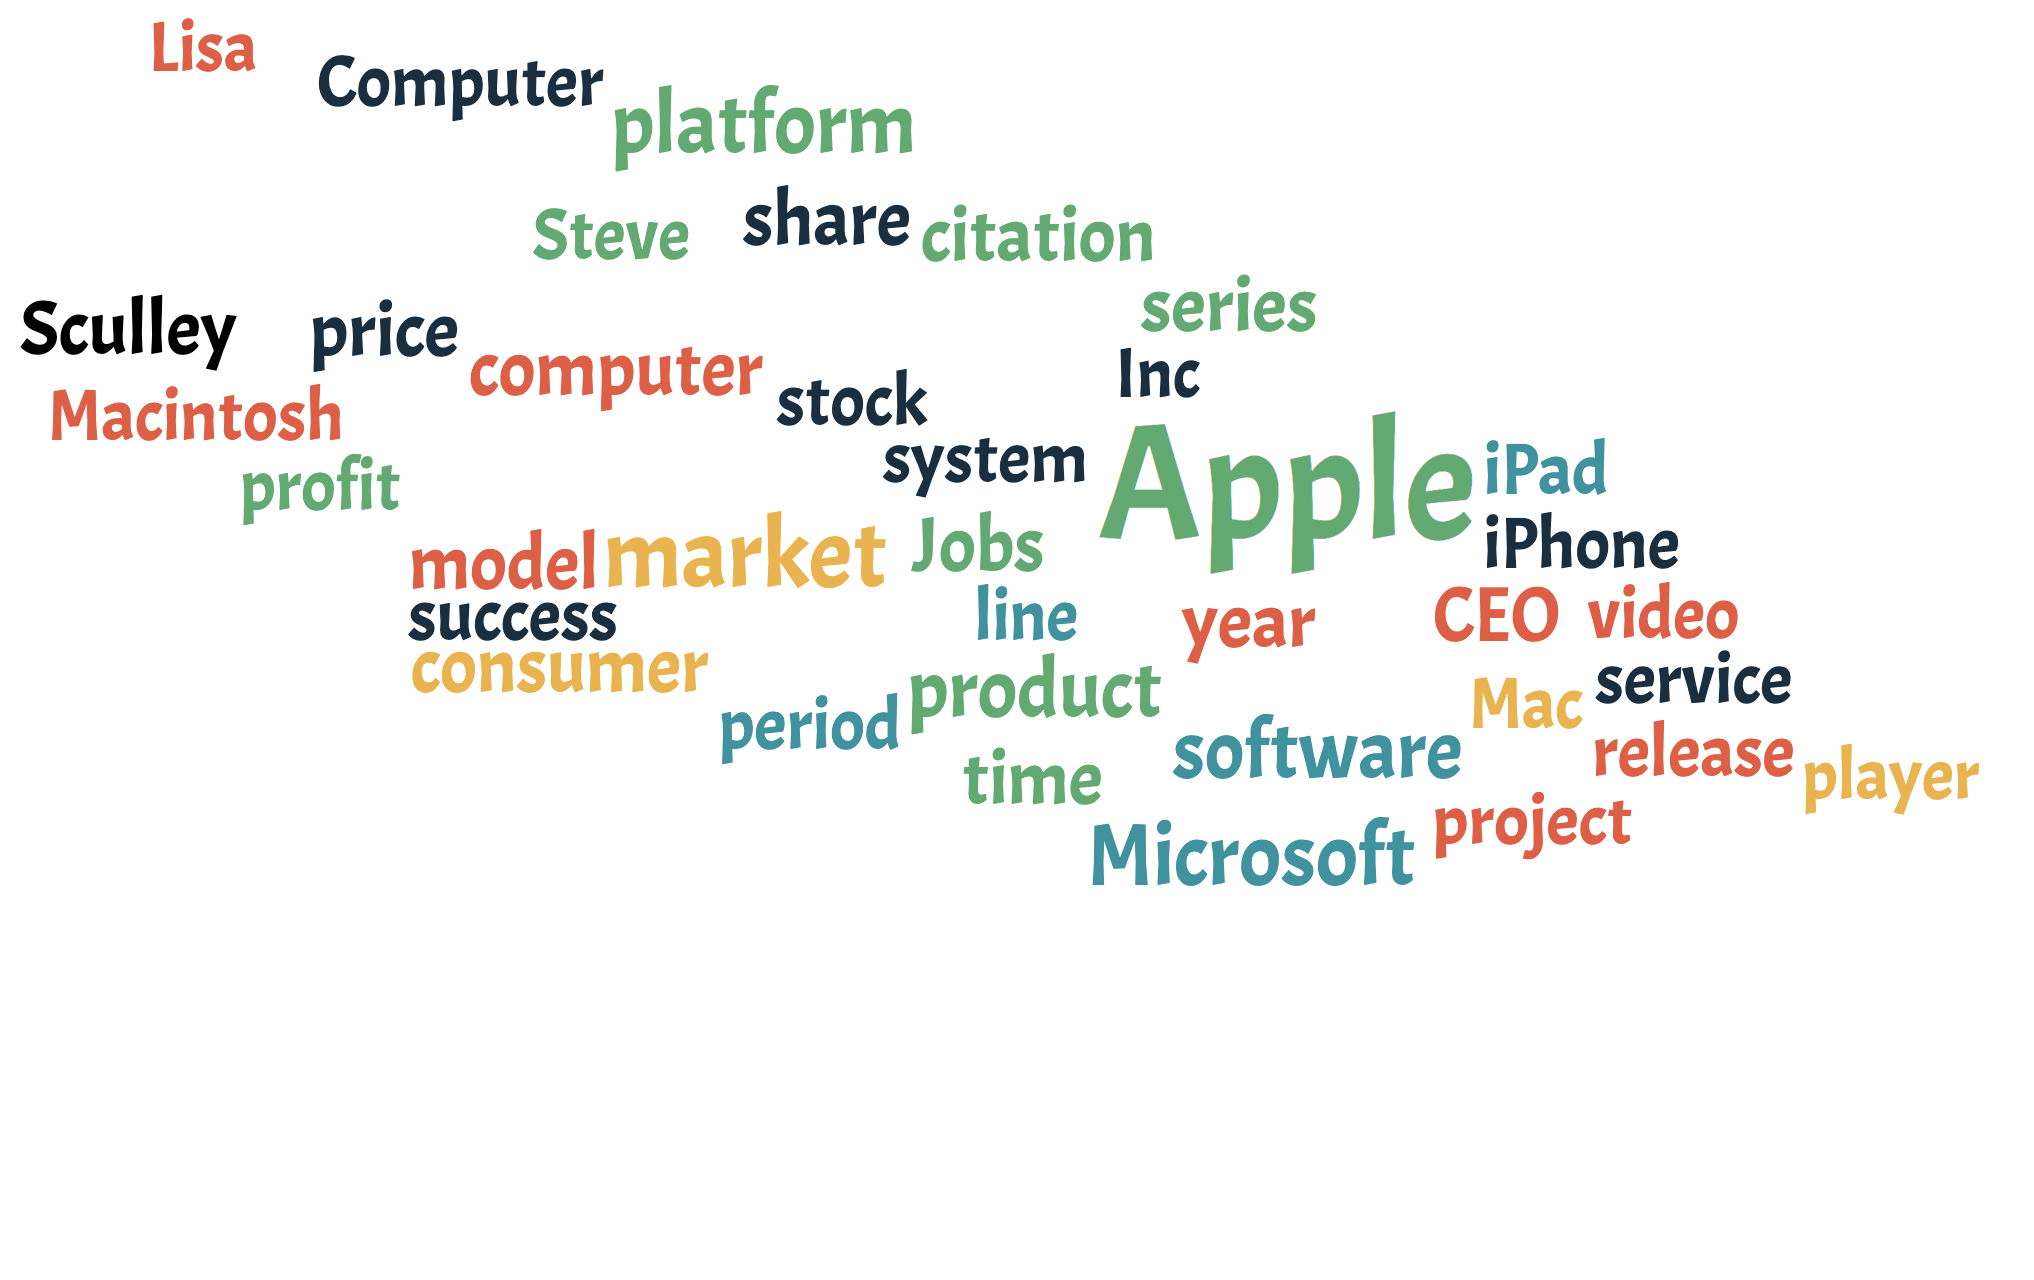 Lisa
Computer
platform
share
Steve
citation
series
Sculley
price
computer
Inc
stock
Macintosh
system
Apple
iPad
profit
iPhone
Jobs
market
model
line
success
year
CEO
video
consumer
product
service
Mac
period
software
release
time
player
project
Microsoft